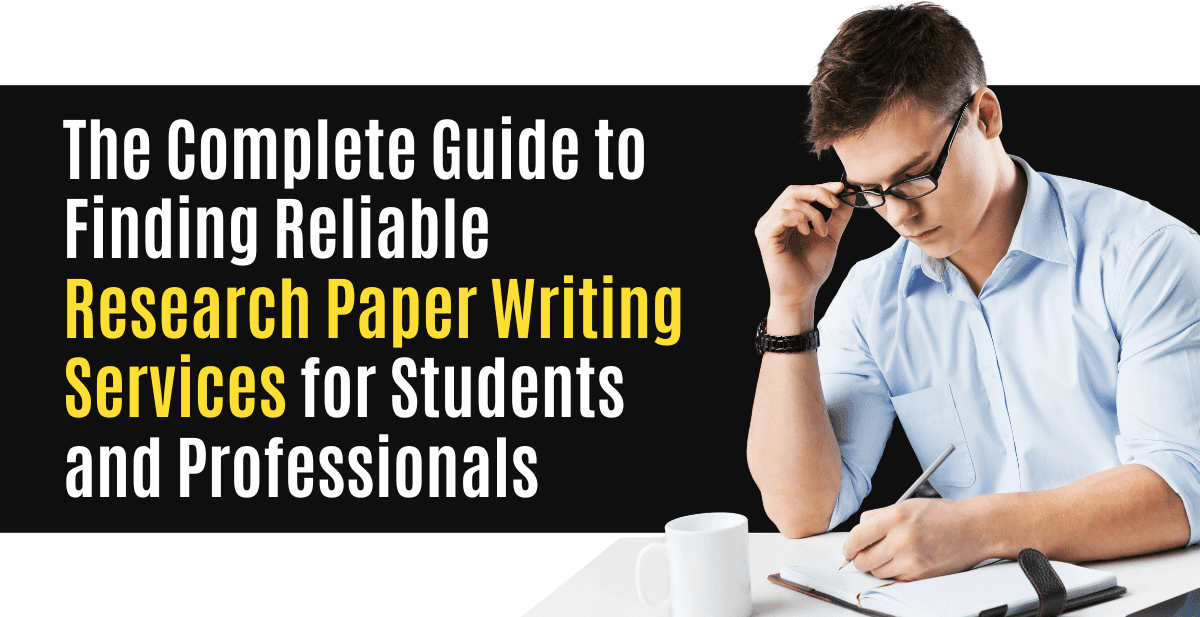 The Complete Guide to
Finding Reliable
Research Paper Writing
Services for Students
and Professionals